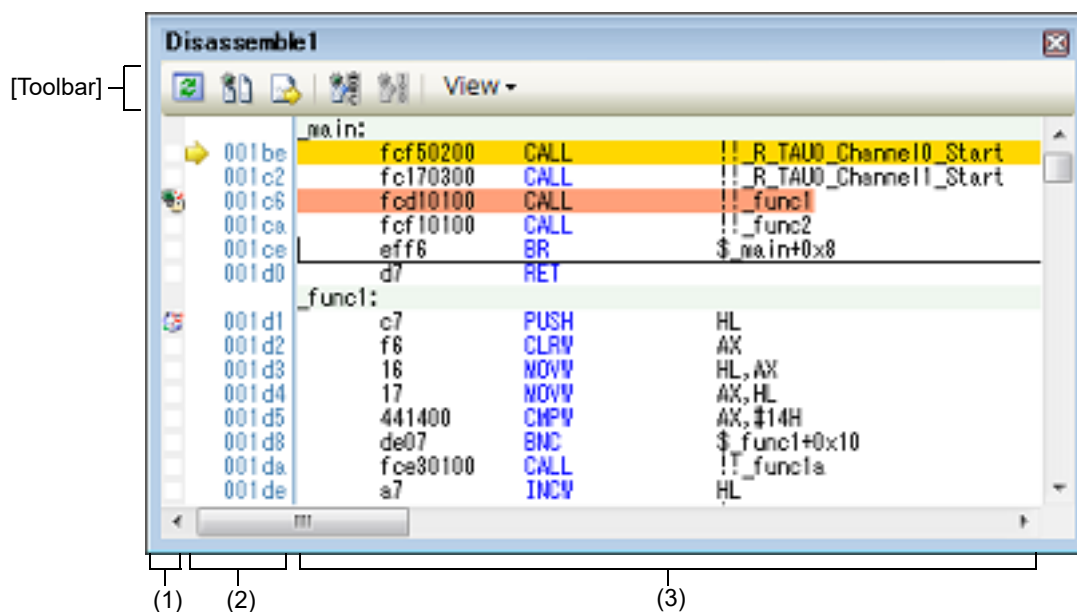 Disassemble1
[Toolbar]
View
_main:
001be fcf50200 CALL !!_R_TAU0_Channel0_Start
001c2 fc170300 CALL !!_R_TAU0_Channel1_Start
001c6 fcd10100 CALL !!_func1
001ca fcf10100 CALL !!_func2
001ce eff6 BR $_main+0x8
001d0 d7 RET
_func1:
001d1 c7 PUSH HL
001d2 f6 CLRW AX
001d3 16 MOVW HL,AX
001d4 17 MOVW AX,HL
001d5 441400 CMPW AX,#14H
001d8 de07 BNC $_func1+0x10
001da fce30100 CALL !!_func1a
001de a7 INCW HL
(1) (2) (3)